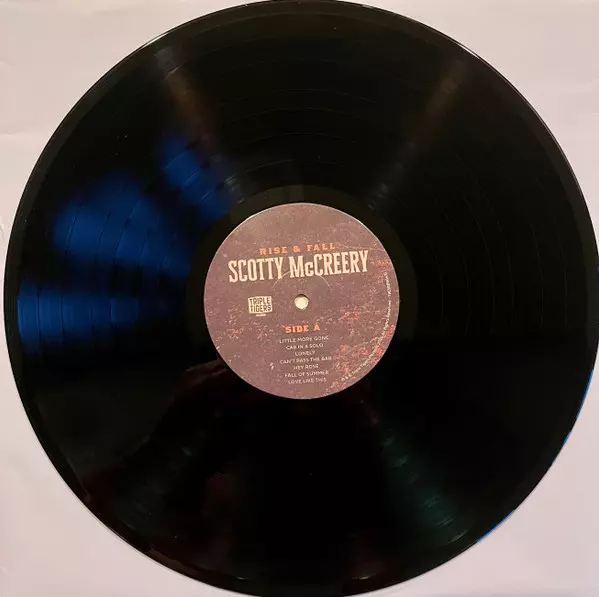 RISE & FALL
SCOTTY McCREERY
TRIPLE
TIGERS
SIDE A
LITTLE MORE GONE
CAB IN A SOLO
LONELY
CAN'T PASS THE BAR
HEY ROSE
FALL OF SUMMER
LOVE LIKE THIS